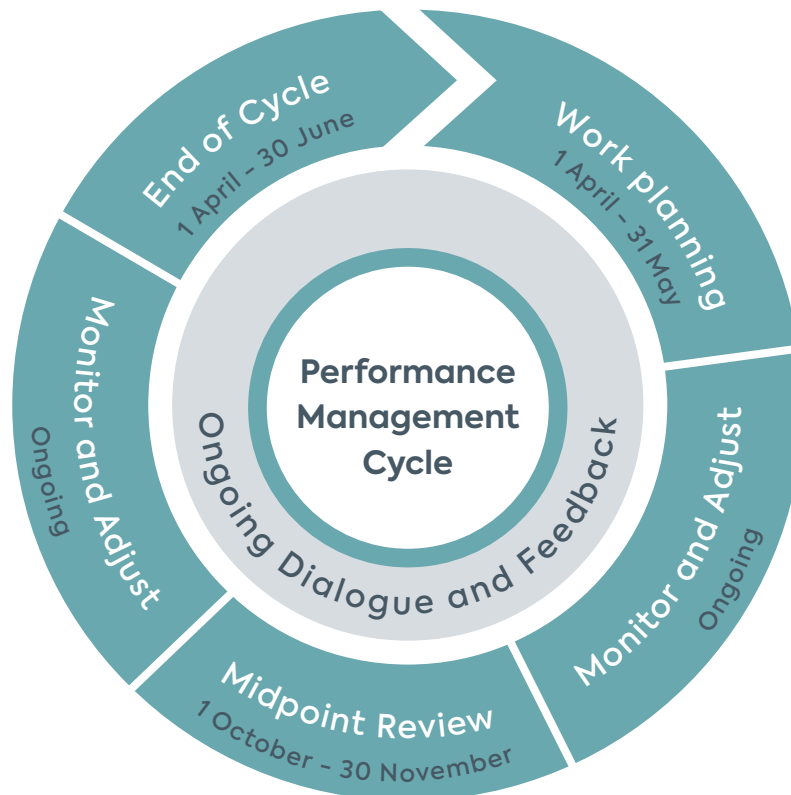 Performance
Management
Cycle
Ongoing Dialogue and Feedback
Work planning
1 April - 31 May
Monitor and Adjust
Ongoing
Midpoint Review
1 October - 30 November
Monitor and Adjust
Ongoing
End of Cycle
1 April - 30 June